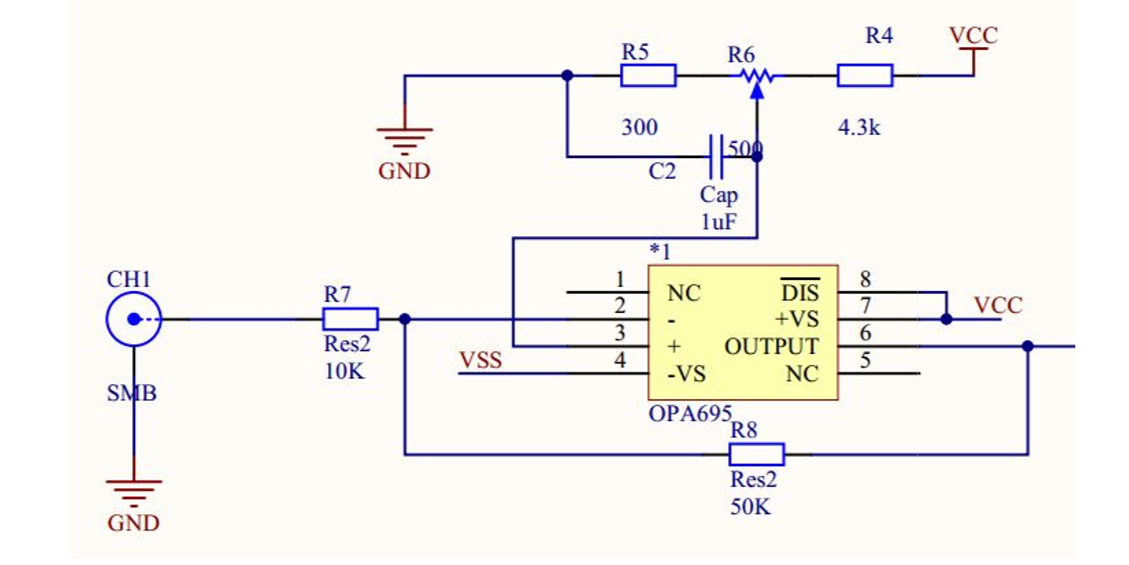 R5
R6
R4
VCC
300
500
4.3k
GND
C2
Cap
1uF
*1
CH1
R7
Res2
10K
SMB
GND
VSS
1
2
3
4
NC
-
+
-VS
DIS
+VS
OUTPUT
NC
8
7
6
5
VCC
OPA695
R8
Res2
50K